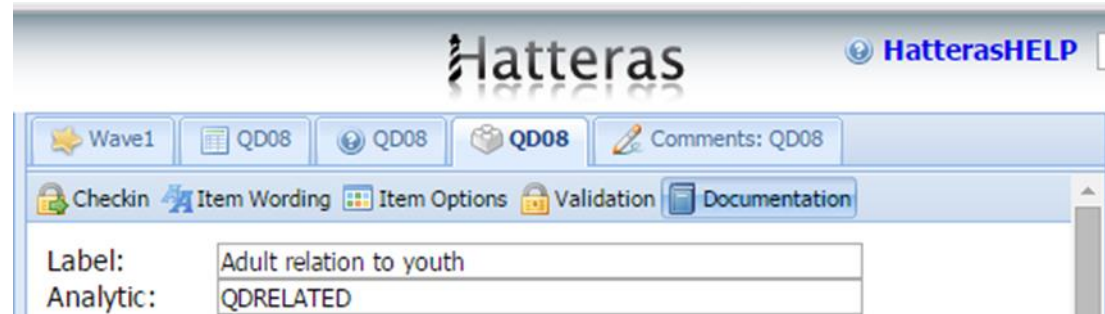 Hatteras HatterasHELP
Wave1 QD08 QD08 QD08 Comments: QD08
Checkin Item Wording Item Options Validation Documentation
Label: Adult relation to youth
Analytic: QDRELATED